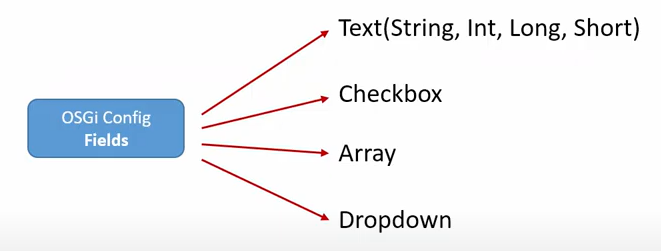 Text(String, Int, Long, Short)
Checkbox
OSGi Config
Fields
Array
Dropdown